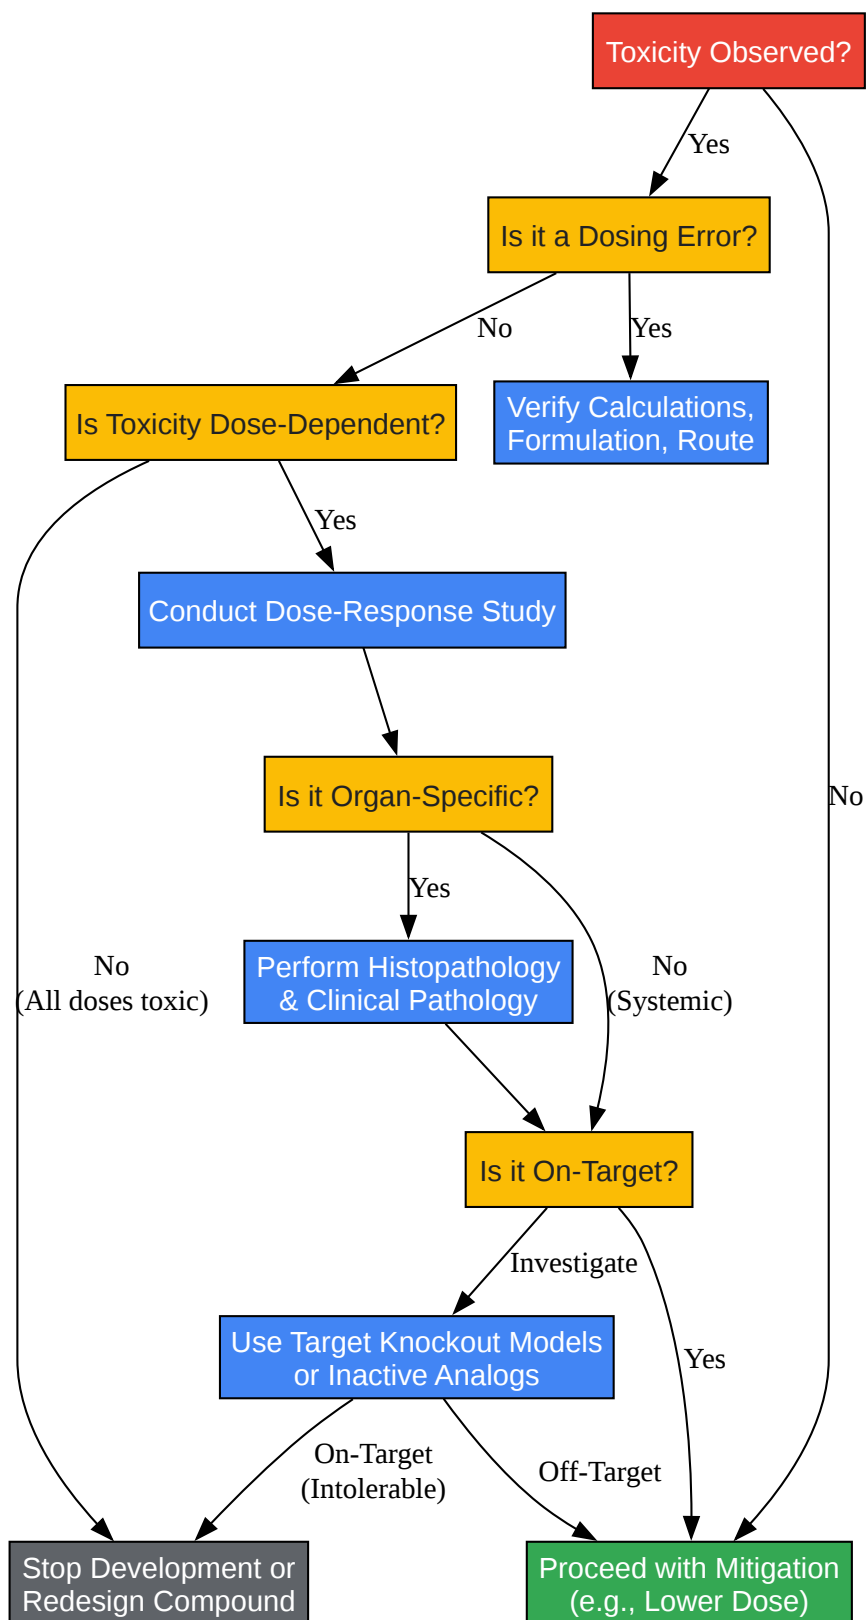 Toxicity Observed?
Yes
Is it a Dosing Error?
No
Yes
Is Toxicity Dose-Dependent?
Verify Calculations,
Formulation, Route
Yes
Conduct Dose-Response Study
Is it Organ-Specific?
No
Yes
No
(All doses toxic)
Perform Histopathology
& Clinical Pathology
No
(Systemic)
Is it On-Target?
Investigate
Use Target Knockout Models
or Inactive Analogs
Yes
On-Target
(Intolerable)
Off-Target
Stop Development or
Redesign Compound
Proceed with Mitigation
(e.g., Lower Dose)